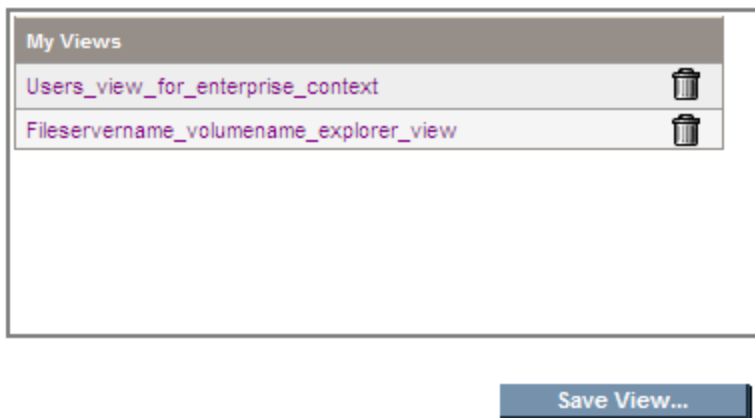 My Views
Users_view_for_enterprise_context
Fileservername_volumename_explorer_view
Save View...